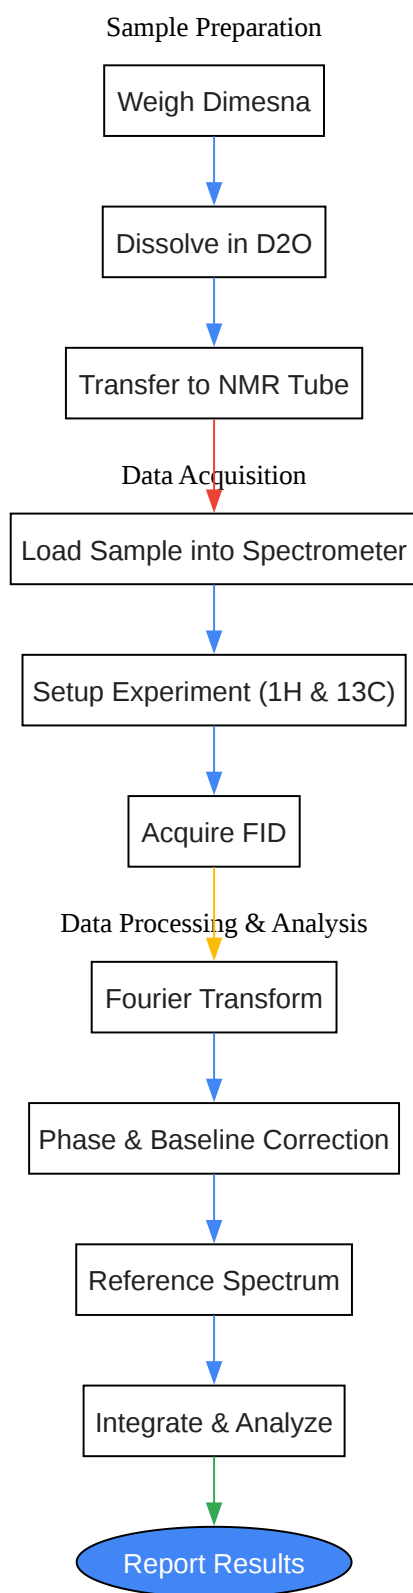 Sample Preparation
Weigh Dimesna
Dissolve in D2O
Transfer to NMR Tube
Data Acquisition
Load Sample into Spectrometer
Setup Experiment (1H & 13C)
Acquire FID
Data Processing & Analysis
Fourier Transform
Phase & Baseline Correction
Reference Spectrum
Integrate & Analyze
Report Results